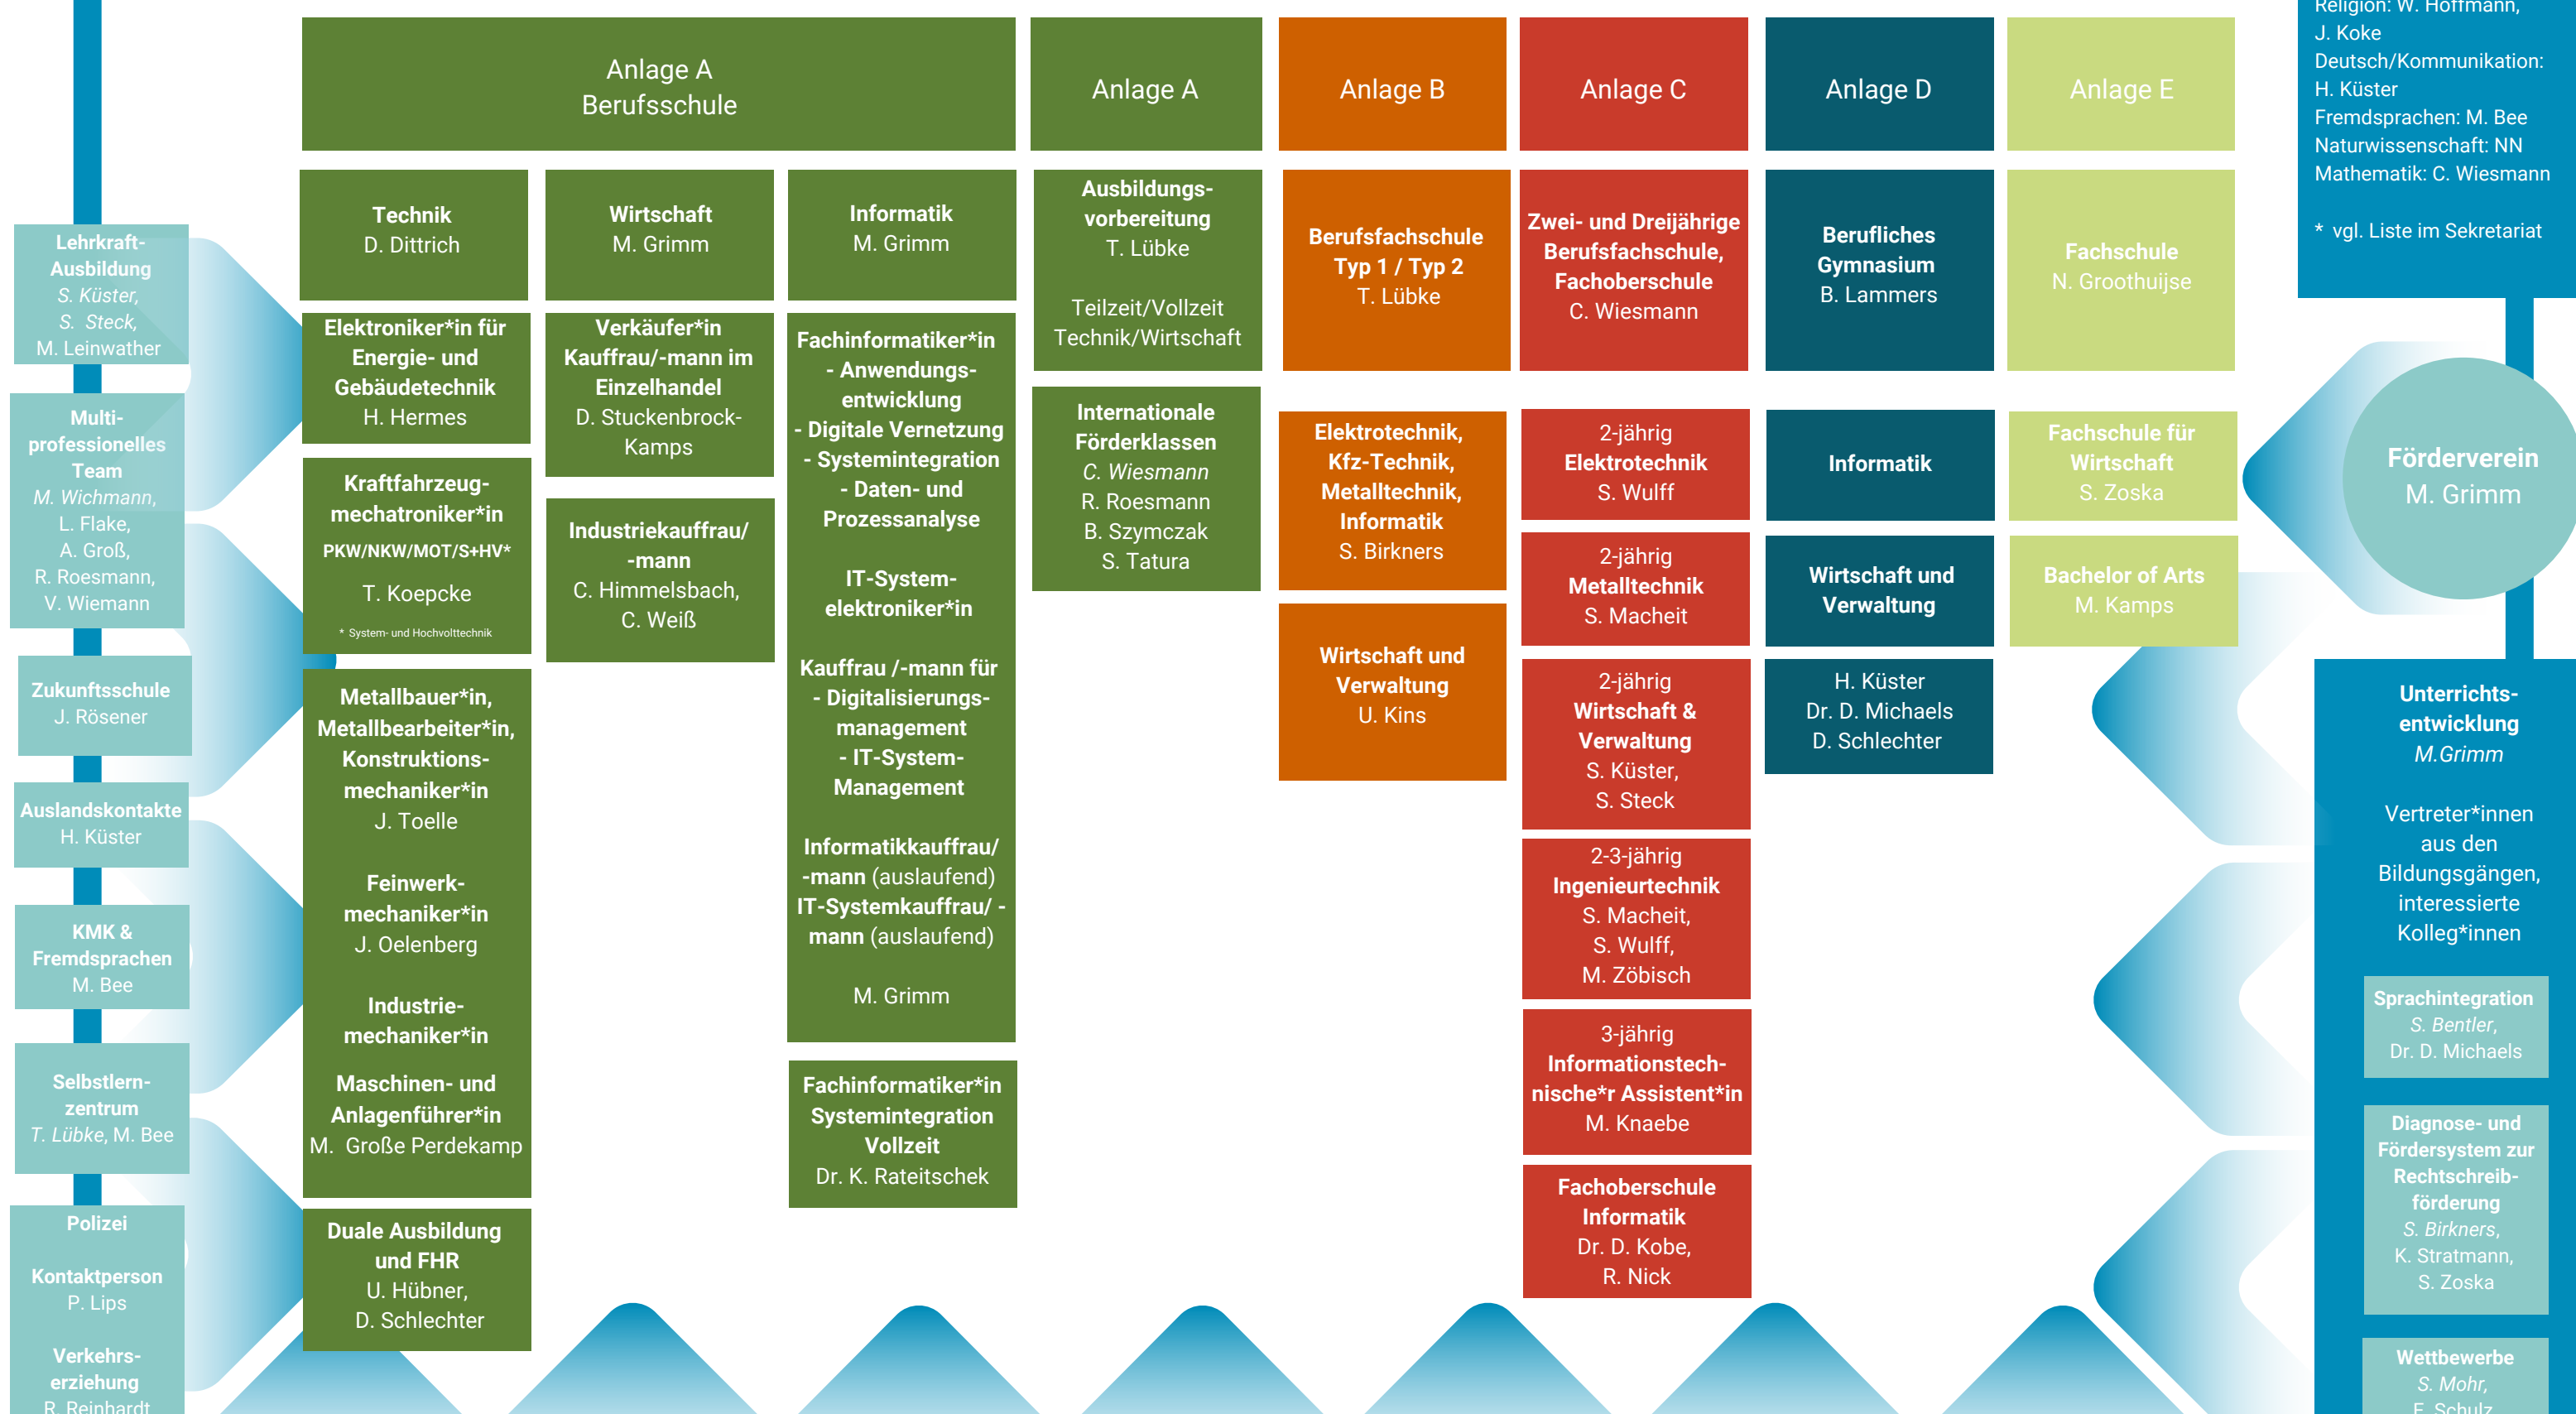 Anlage A
Berufsschule
Anlage A
Anlage B
Anlage C
Anlage D
Anlage E
Religion: W. Hoffmann,
J. Koke
Deutsch/Kommunikation:
H. Küster
Fremdsprachen: M. Bee
Naturwissenschaft: NN
Mathematik: C. Wiesmann
* vgl. Liste im Sekretariat
Lehrkraft-
Ausbildung
S. Küster,
S. Steck,
M. Leinwather
Multi-
professionelles
Team
M. Wichmann,
L. Flake,
A. Groß,
R. Roesmann,
V. Wiemann
Zukunftsschule
J. Rösener
Auslandskontakte
H. Küster
KMK &
Fremdsprachen
M. Bee
Selbstlern-
zentrum
T. Lübke, M. Bee
Polizei
Kontaktperson
P. Lips
Verkehrs-
erziehung
R. Reinhardt
Technik
D. Dittrich
Elektroniker*in für
Energie- und
Gebäudetechnik
H. Hermes
Kraftfahrzeug-
mechatroniker*in
PKW/NKW/MOT/S+HV*
T. Koepcke
* System- und Hochvolttechnik
Metallbauer*in,
Metallbearbeiter*in,
Konstruktions-
mechaniker*in
J. Toelle
Feinwerk-
mechaniker*in
J. Oelenberg
Industrie-
mechaniker*in
Maschinen- und
Anlagenführer*in
M. Große Perdekamp
Duale Ausbildung
und FHR
U. Hübner,
D. Schlechter
Wirtschaft
M. Grimm
Verkäufer*in
Kauffrau/-mann im
Einzelhandel
D. Stuckenbrock-
Kamps
Industriekauffrau/
-mann
C. Himmelsbach,
C. Weiß
Informatik
M. Grimm
Fachinformatiker*in
- Anwendungs-
entwicklung
- Digitale Vernetzung
- Systemintegration
- Daten- und
Prozessanalyse
IT-System-
elektroniker*in
Kauffrau /-mann für
- Digitalisierungs-
management
- IT-System-
Management
Informatikkauffrau/
-mann (auslaufend)
IT-Systemkauffrau/ -
mann (auslaufend)
M. Grimm
Fachinformatiker*in
Systemintegration
Vollzeit
Dr. K. Rateitschek
Ausbildungs-
vorbereitung
T. Lübke
Teilzeit/Vollzeit
Technik/Wirtschaft
Internationale
Förderklassen
C. Wiesmann
R. Roesmann
B. Szymczak
S. Tatura
Berufsfachschule
Typ 1 / Typ 2
T. Lübke
Elektrotechnik,
Kfz-Technik,
Metalltechnik,
Informatik
S. Birkners
Wirtschaft und
Verwaltung
U. Kins
Zwei- und Dreijährige
Berufsfachschule,
Fachoberschule
C. Wiesmann
2-jährig
Elektrotechnik
S. Wulff
2-jährig
Metalltechnik
S. Macheit
2-jährig
Wirtschaft &
Verwaltung
S. Küster,
S. Steck
2-3-jährig
Ingenieurtechnik
S. Macheit,
S. Wulff,
M. Zöbisch
3-jährig
Informationstech-
nische*r Assistent*in
M. Knaebe
Fachoberschule
Informatik
Dr. D. Kobe,
R. Nick
Berufliches
Gymnasium
B. Lammers
Informatik
Wirtschaft und
Verwaltung
H. Küster
Dr. D. Michaels
D. Schlechter
Fachschule
N. Groothuijse
Fachschule für
Wirtschaft
S. Zoska
Bachelor of Arts
M. Kamps
Förderverein
M. Grimm
Unterrichts-
entwicklung
M.Grimm
Vertreter*innen
aus den
Bildungsgängen,
interessierte
Kolleg*innen
Sprachintegration
S. Bentler,
Dr. D. Michaels
Diagnose- und
Fördersystem zur
Rechtschreib-
förderung
S. Birkners,
K. Stratmann,
S. Zoska
Wettbewerbe
S. Mohr,
F. Schulz